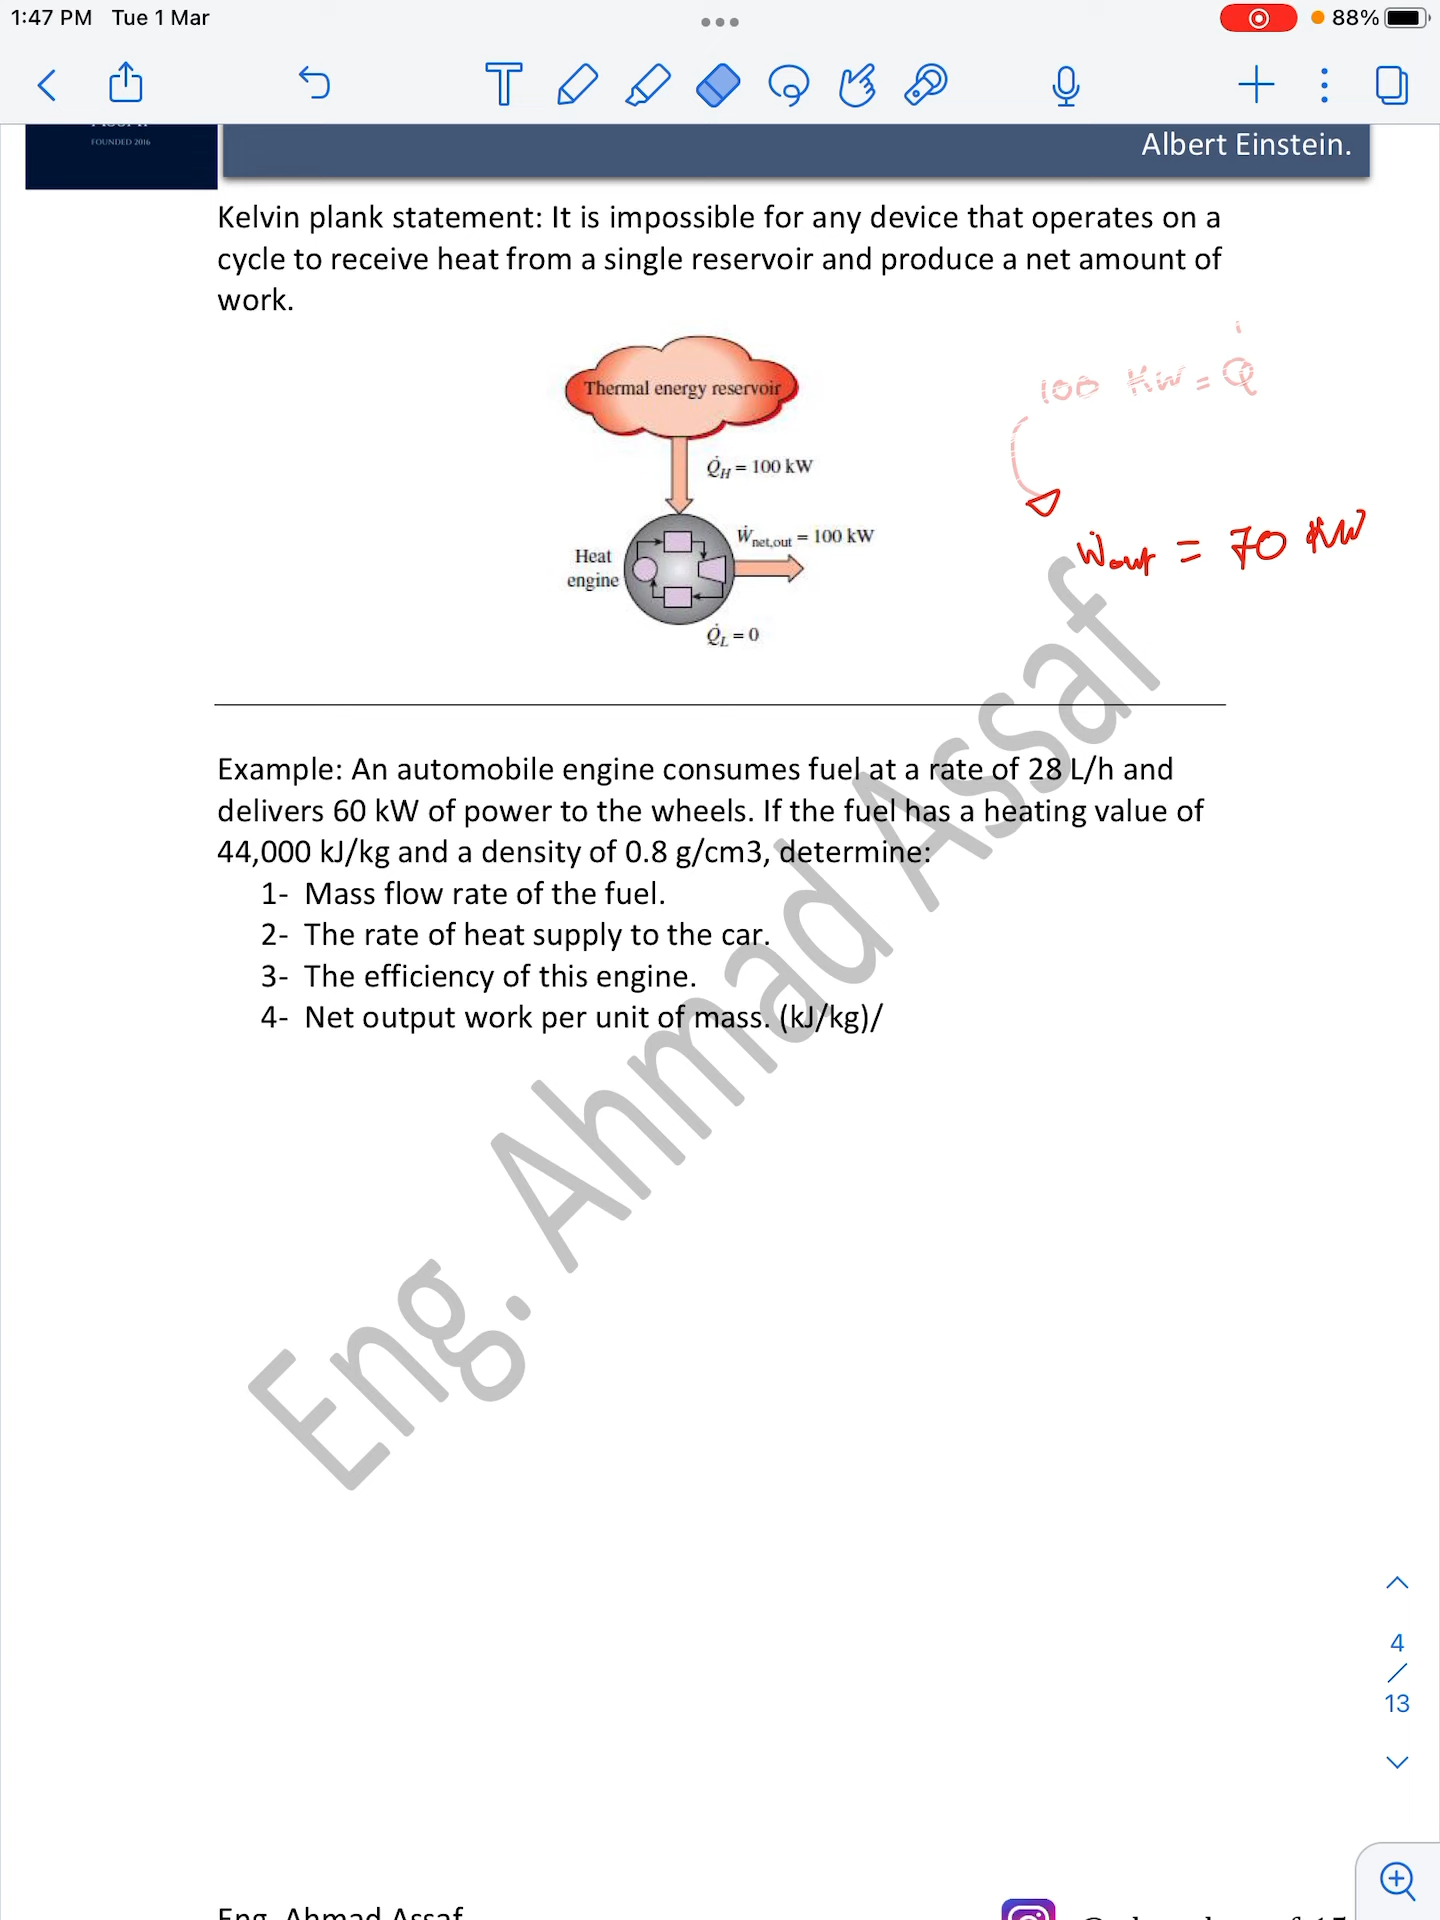 1:47 PM Tue 1 Mar
88%
FOUNDED 2016
Albert Einstein.
Kelvin plank statement: It is impossible for any device that operates on a
cycle to receive heat from a single reservoir and produce a net amount of
work.
Thermal energy reservoir
100 KW = Q̇
Q̇H = 100 kW
Ẇnet,out = 100 kW
Heat
engine
Ẇout = 70 KW
Q̇L = 0
Example: An automobile engine consumes fuel at a rate of 28 L/h and
delivers 60 kW of power to the wheels. If the fuel has a heating value of
44,000 kJ/kg and a density of 0.8 g/cm3, determine:
1- Mass flow rate of the fuel.
2- The rate of heat supply to the car.
3- The efficiency of this engine.
4- Net output work per unit of mass. (kJ/kg)/
Eng. Ahmad Assaf
4
/
13
Eng. Ahmad Assaf